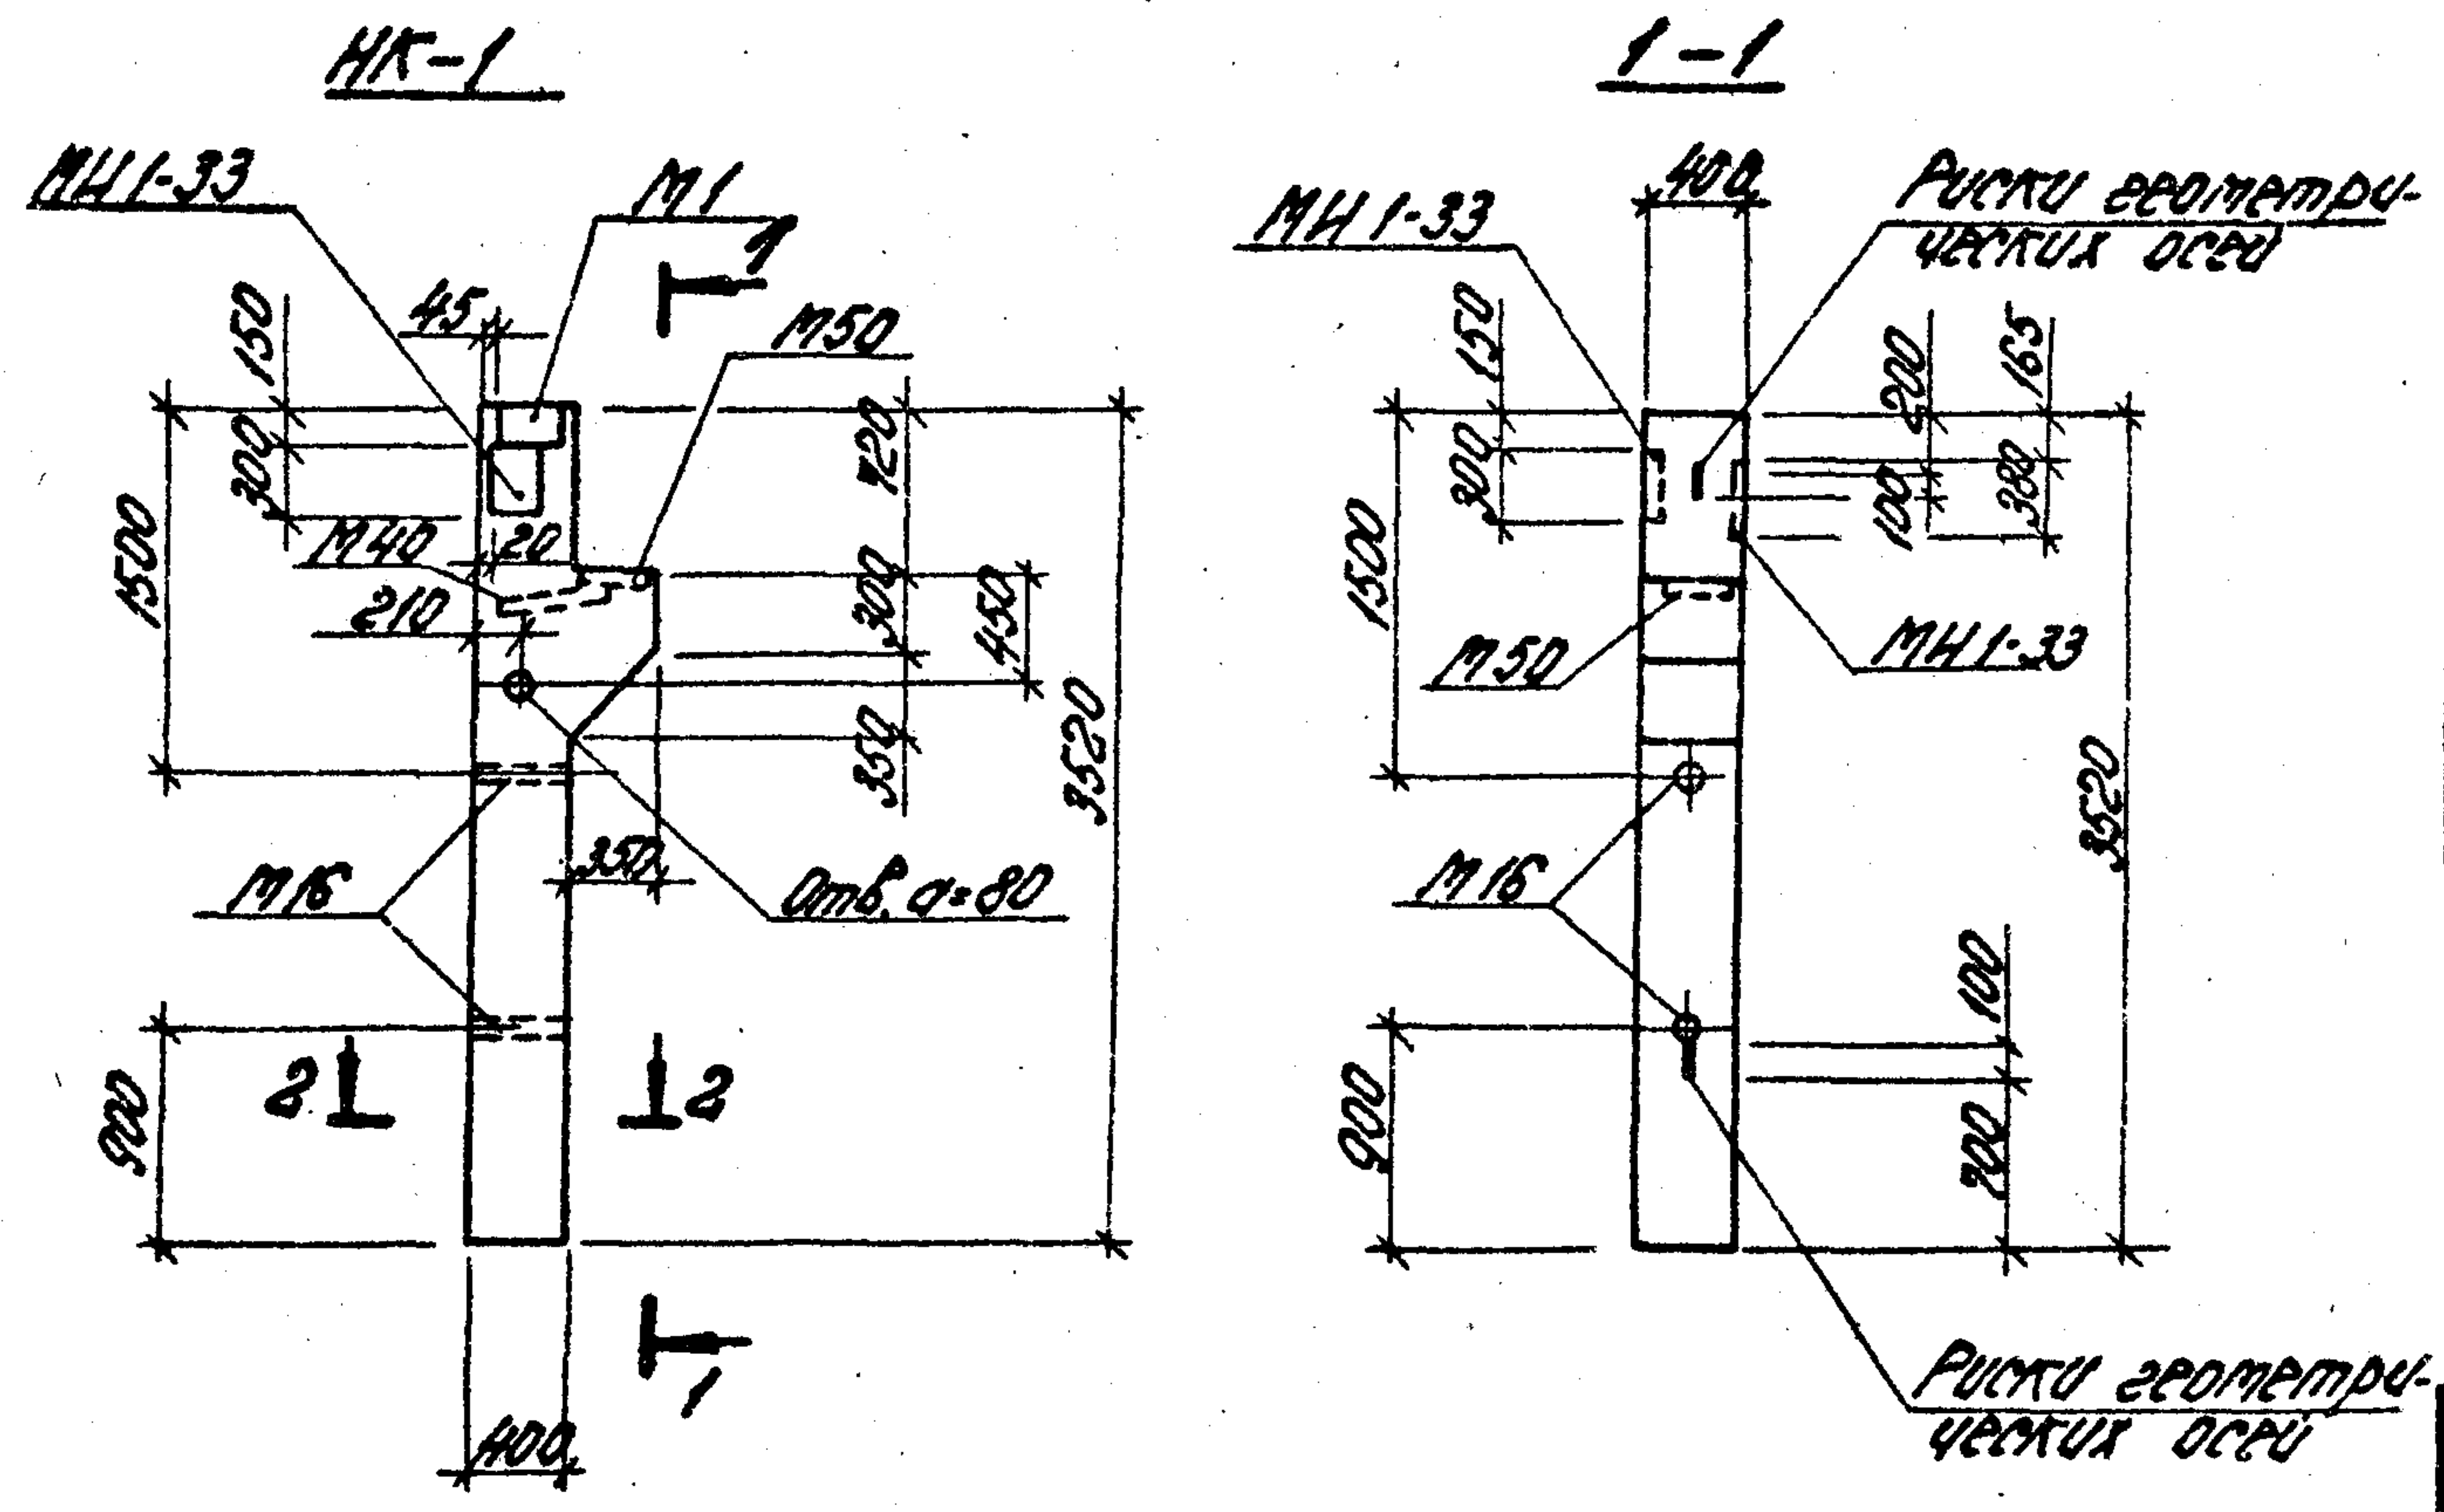 НК-1
МН 1-33
М1
1
45
М50
150
300
1500
М40
20
210
720
300
450
350
3520
350
М16
Отв. d=80
900
2
2
1
400
1-1
400
МН 1-33
Риски геометри-
ческих осей
150
300
1500
200
165
100
380
М50
МН 1-33
М16
3520
900
100
200
Риски геометри-
ческих осей